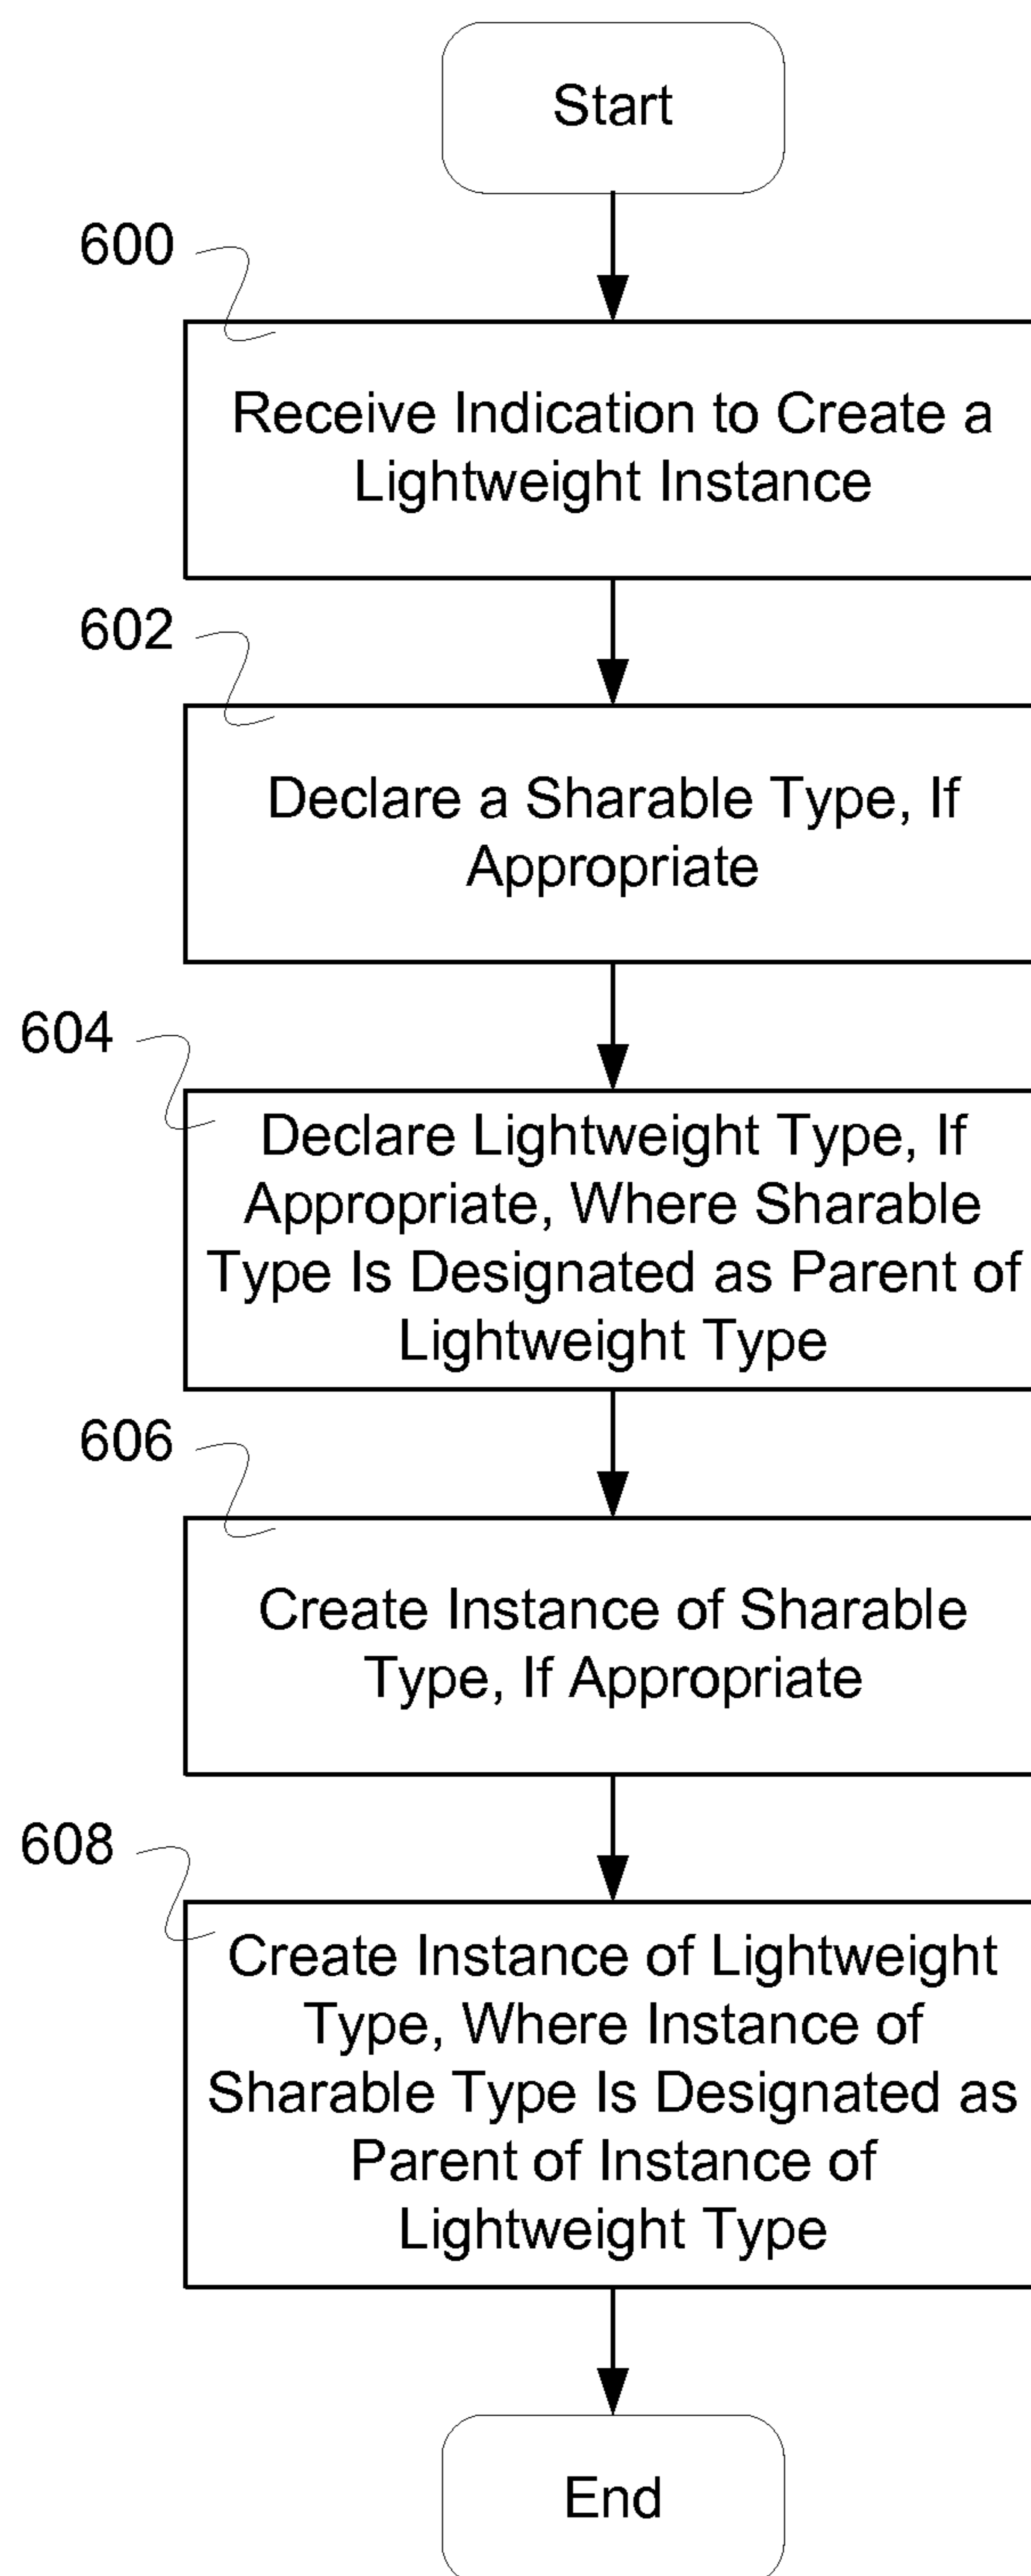 Start
600
Receive Indication to Create a
Lightweight Instance
602
Declare a Sharable Type, If
Appropriate
604
Declare Lightweight Type, If
Appropriate, Where Sharable
Type Is Designated as Parent of
Lightweight Type
606
Create Instance of Sharable
Type, If Appropriate
608
Create Instance of Lightweight
Type, Where Instance of
Sharable Type Is Designated as
Parent of Instance of
Lightweight Type
End